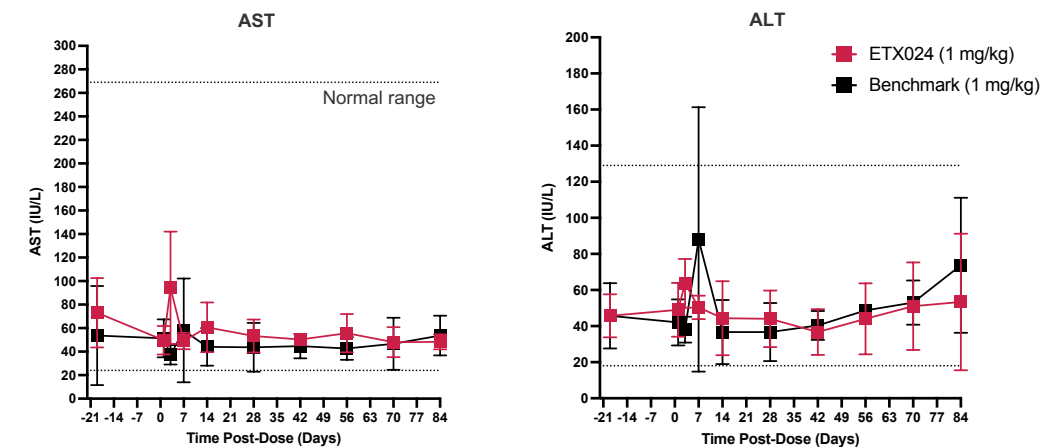 AST
300
280
260
240
220
200
180
160
140
120
100
80
60
40
20
0
AST (IU/L)
Normal range
-21 -14 -7 0 7 14 21 28 35 42 49 56 63 70 77 84
Time Post-Dose (Days)
ALT
200
180
160
140
120
100
80
60
40
20
0
ALT (IU/L)
ETX024 (1 mg/kg)
Benchmark (1 mg/kg)
-21 -14 -7 0 7 14 21 28 35 42 49 56 63 70 77 84
Time Post-Dose (Days)